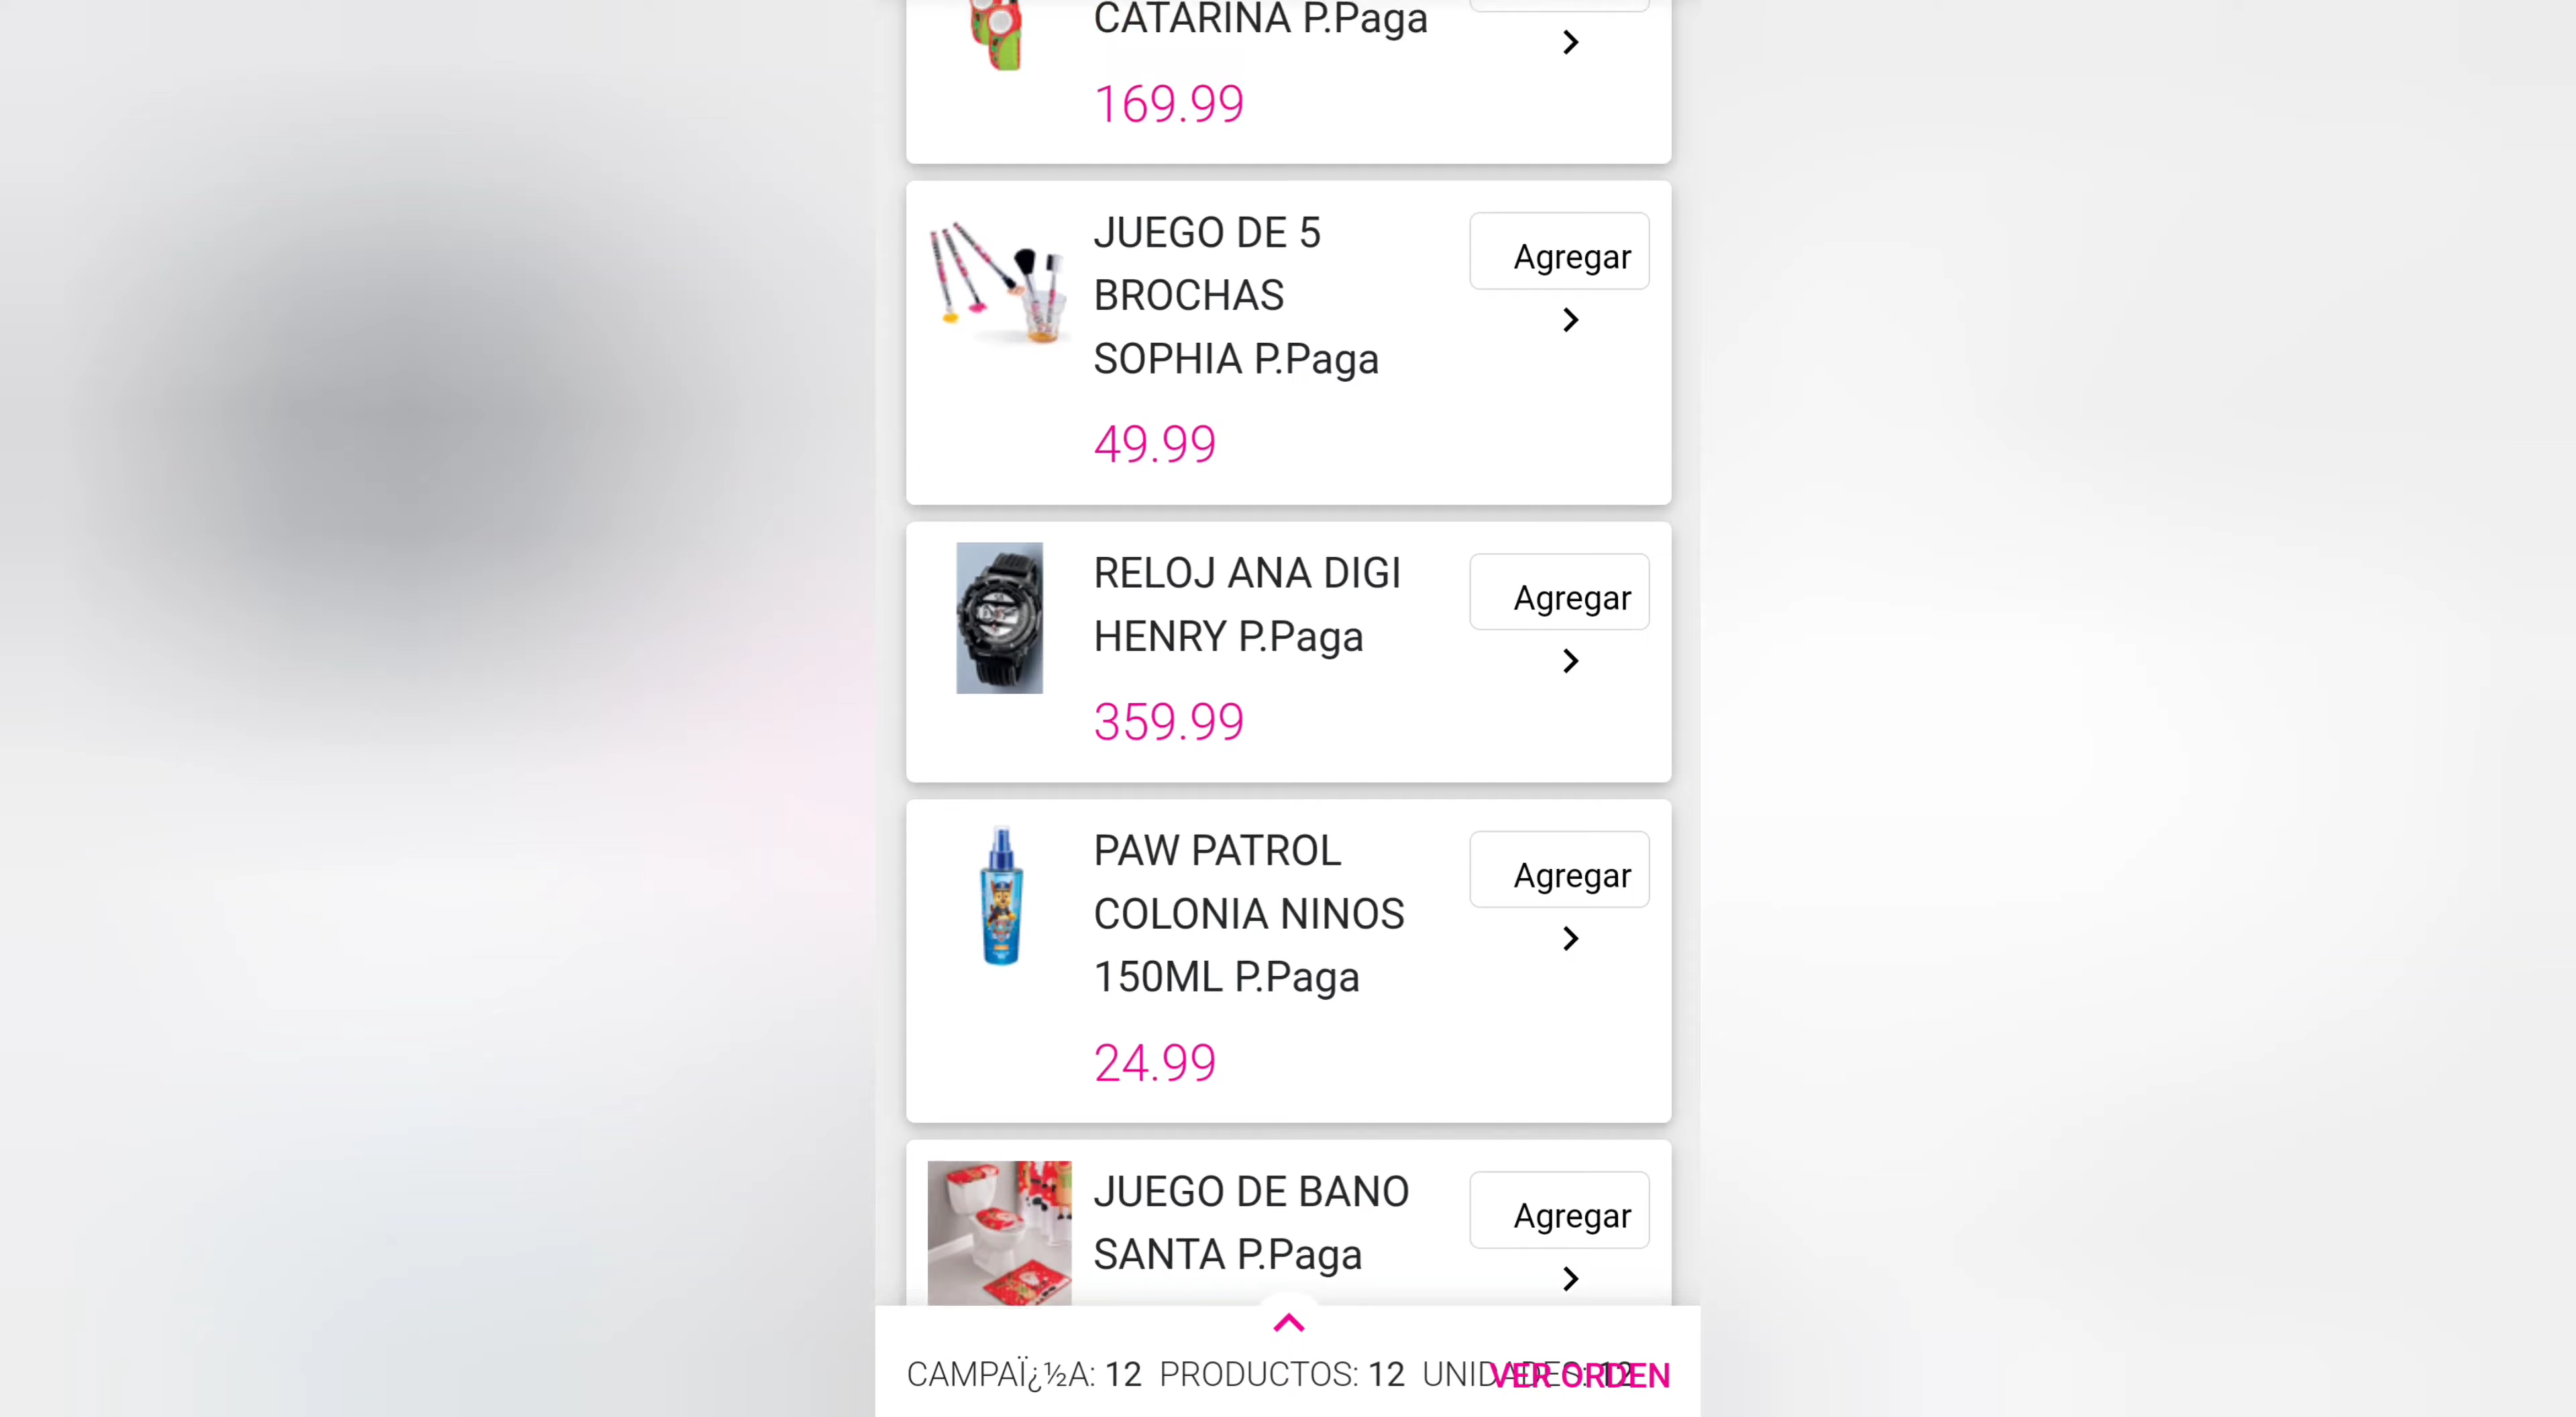 CATARINA P.Paga
169.99
JUEGO DE 5
BROCHAS
SOPHIA P.Paga
Agregar
49.99
RELOJ ANA DIGI
HENRY P.Paga
Agregar
359.99
PAW PATROL
COLONIA NINOS
150ML P.Paga
Agregar
24.99
JUEGO DE BANO
SANTA P.Paga
Agregar
CAMPAï¿½A: 12 PRODUCTOS: 12 UNIDADES: 12
VER ORDEN